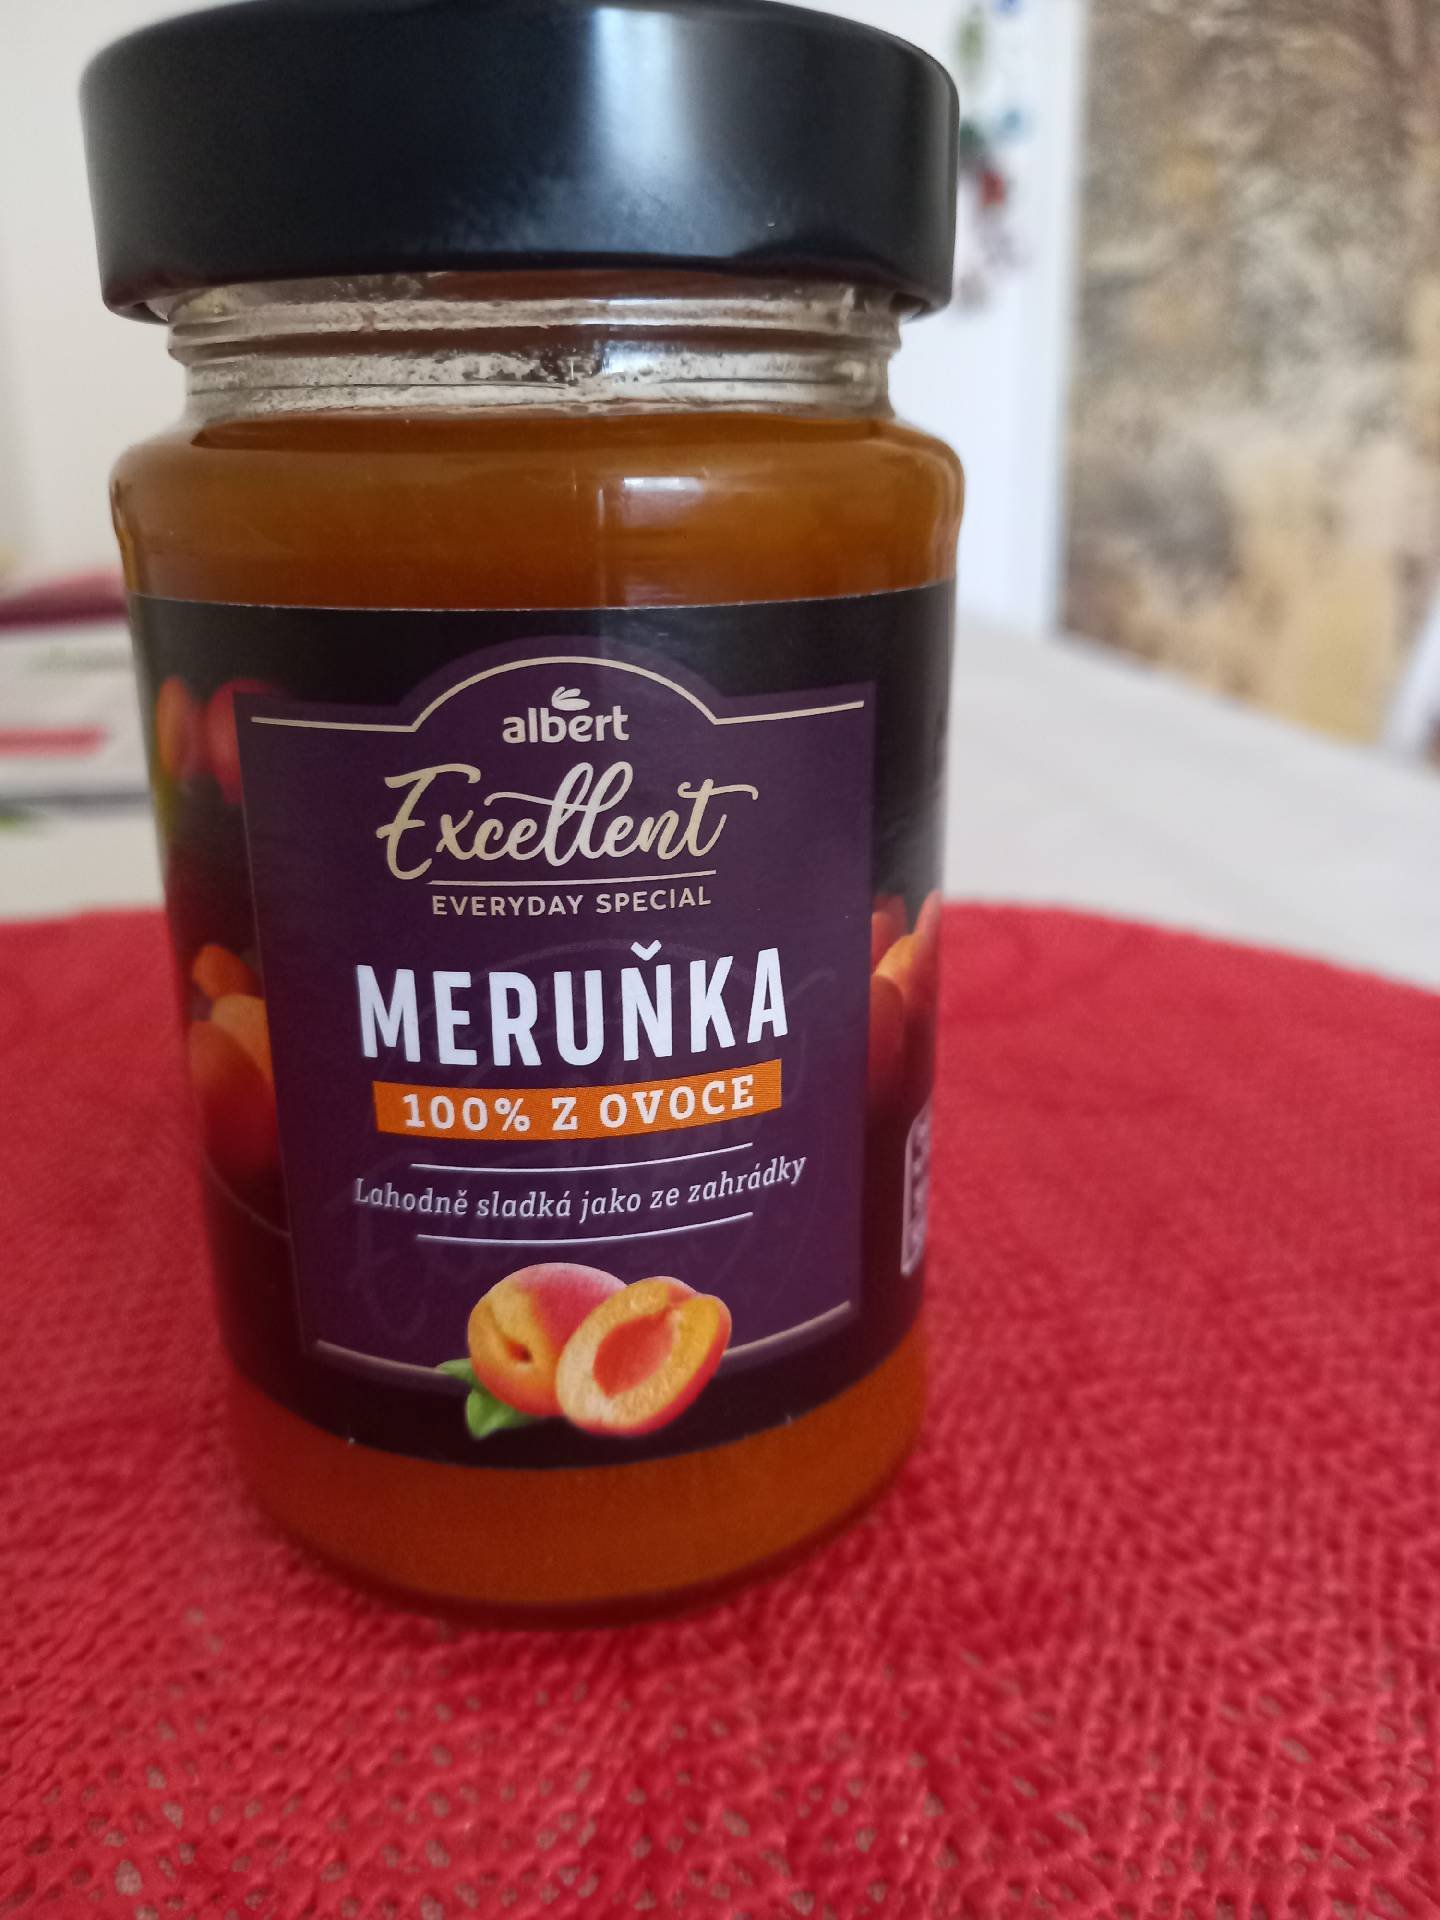 albert
Excellent
EVERYDAY SPECIAL
MERUŇKA
100% Z OVOCE
Lahodně sladká jako ze zahrádky